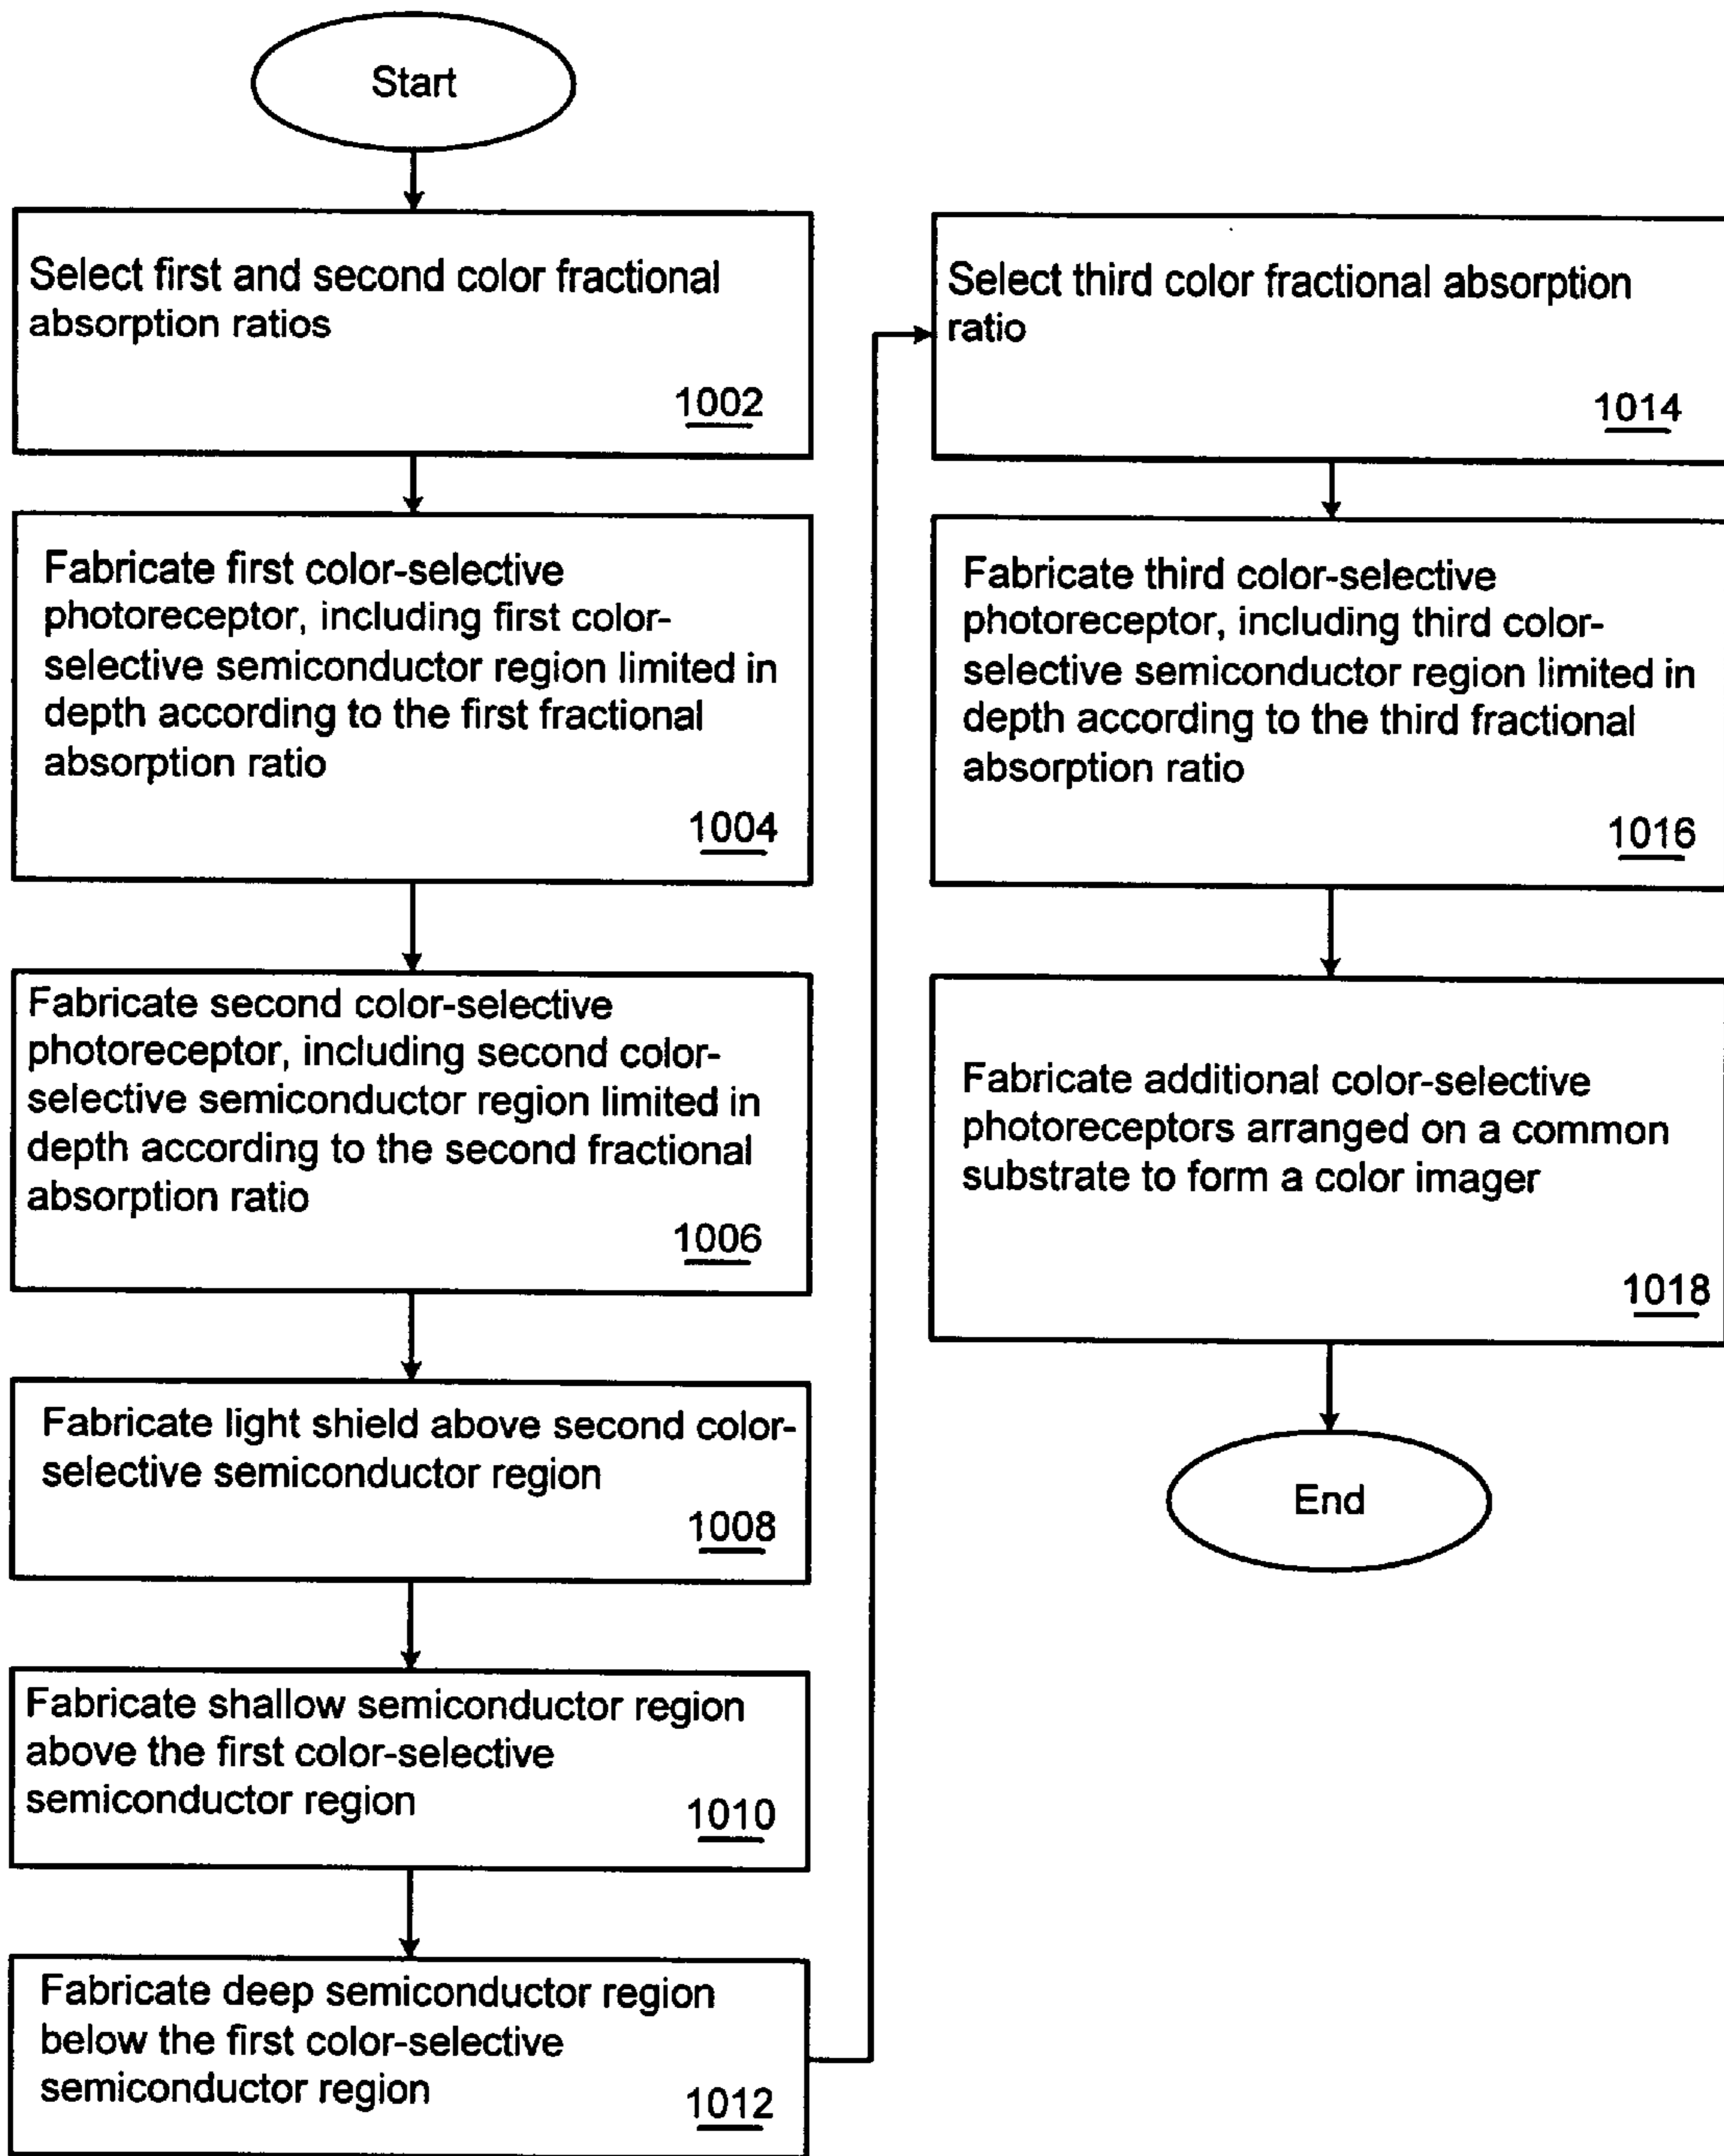 Start
Select first and second color fractional
absorption ratios
1002
Fabricate first color-selective
photoreceptor, including first color-
selective semiconductor region limited in
depth according to the first fractional
absorption ratio
1004
Fabricate second color-selective
photoreceptor, including second color-
selective semiconductor region limited in
depth according to the second fractional
absorption ratio
1006
Fabricate light shield above second color-
selective semiconductor region
1008
Fabricate shallow semiconductor region
above the first color-selective
semiconductor region
1010
Fabricate deep semiconductor region
below the first color-selective
semiconductor region
1012
Select third color fractional absorption
ratio
1014
Fabricate third color-selective
photoreceptor, including third color-
selective semiconductor region limited in
depth according to the third fractional
absorption ratio
1016
Fabricate additional color-selective
photoreceptors arranged on a common
substrate to form a color imager
1018
End